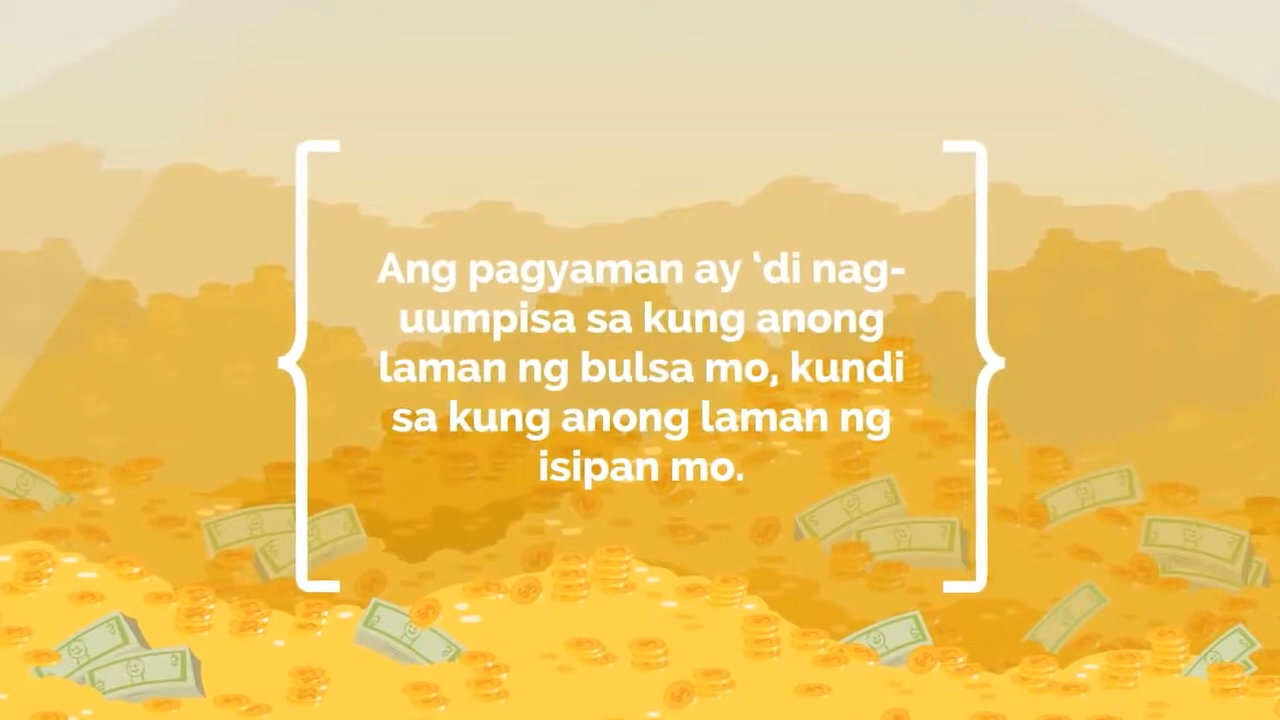 Ang pagyaman ay ‘di nag-
uumpisa sa kung anong
laman ng bulsa mo, kundi
sa kung anong laman ng
isipan mo.